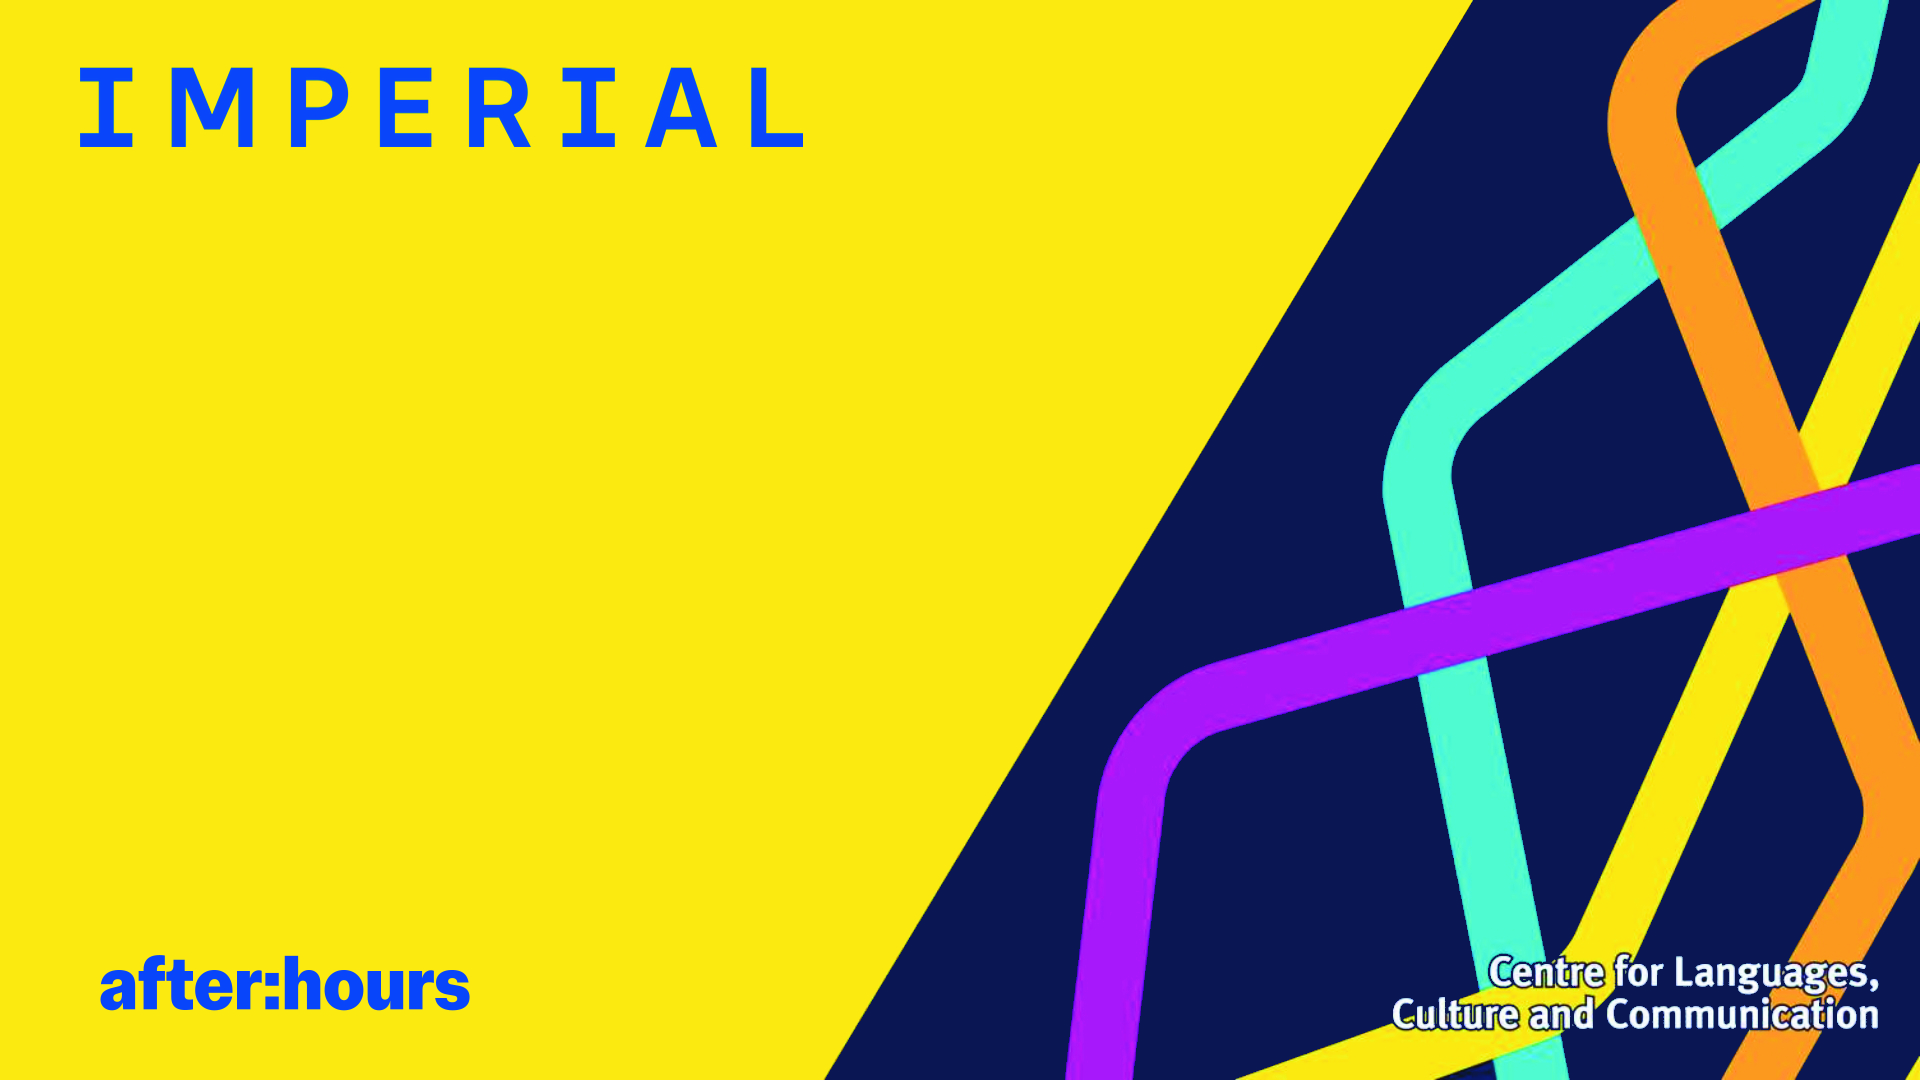 IMPERIAL
after:hours
Centre for Languages,
Culture and Communication